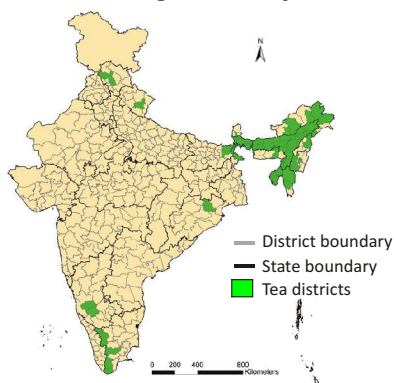 N
District boundary
State boundary
Tea districts
0 200 400 800
Kilometers